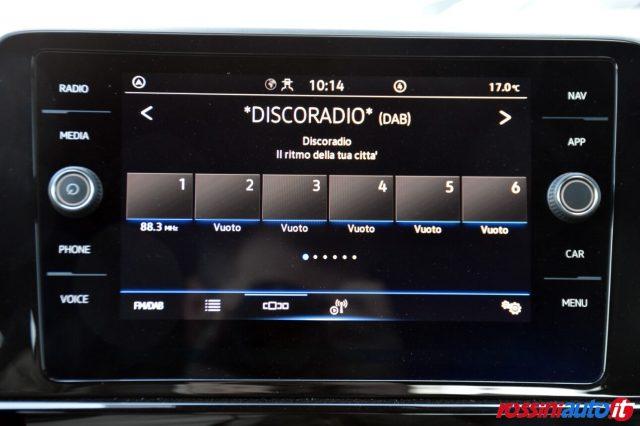 RADIO
MEDIA
PHONE
VOICE
10:14
17.0°C
*DISCORADIO* (DAB)
Discoradio
Il ritmo della tua citta'
1 2 3 4 5 6
88.3 MHz Vuoto Vuoto Vuoto Vuoto Vuoto
FM/DAB
NAV
APP
CAR
MENU
rossiniauto.it